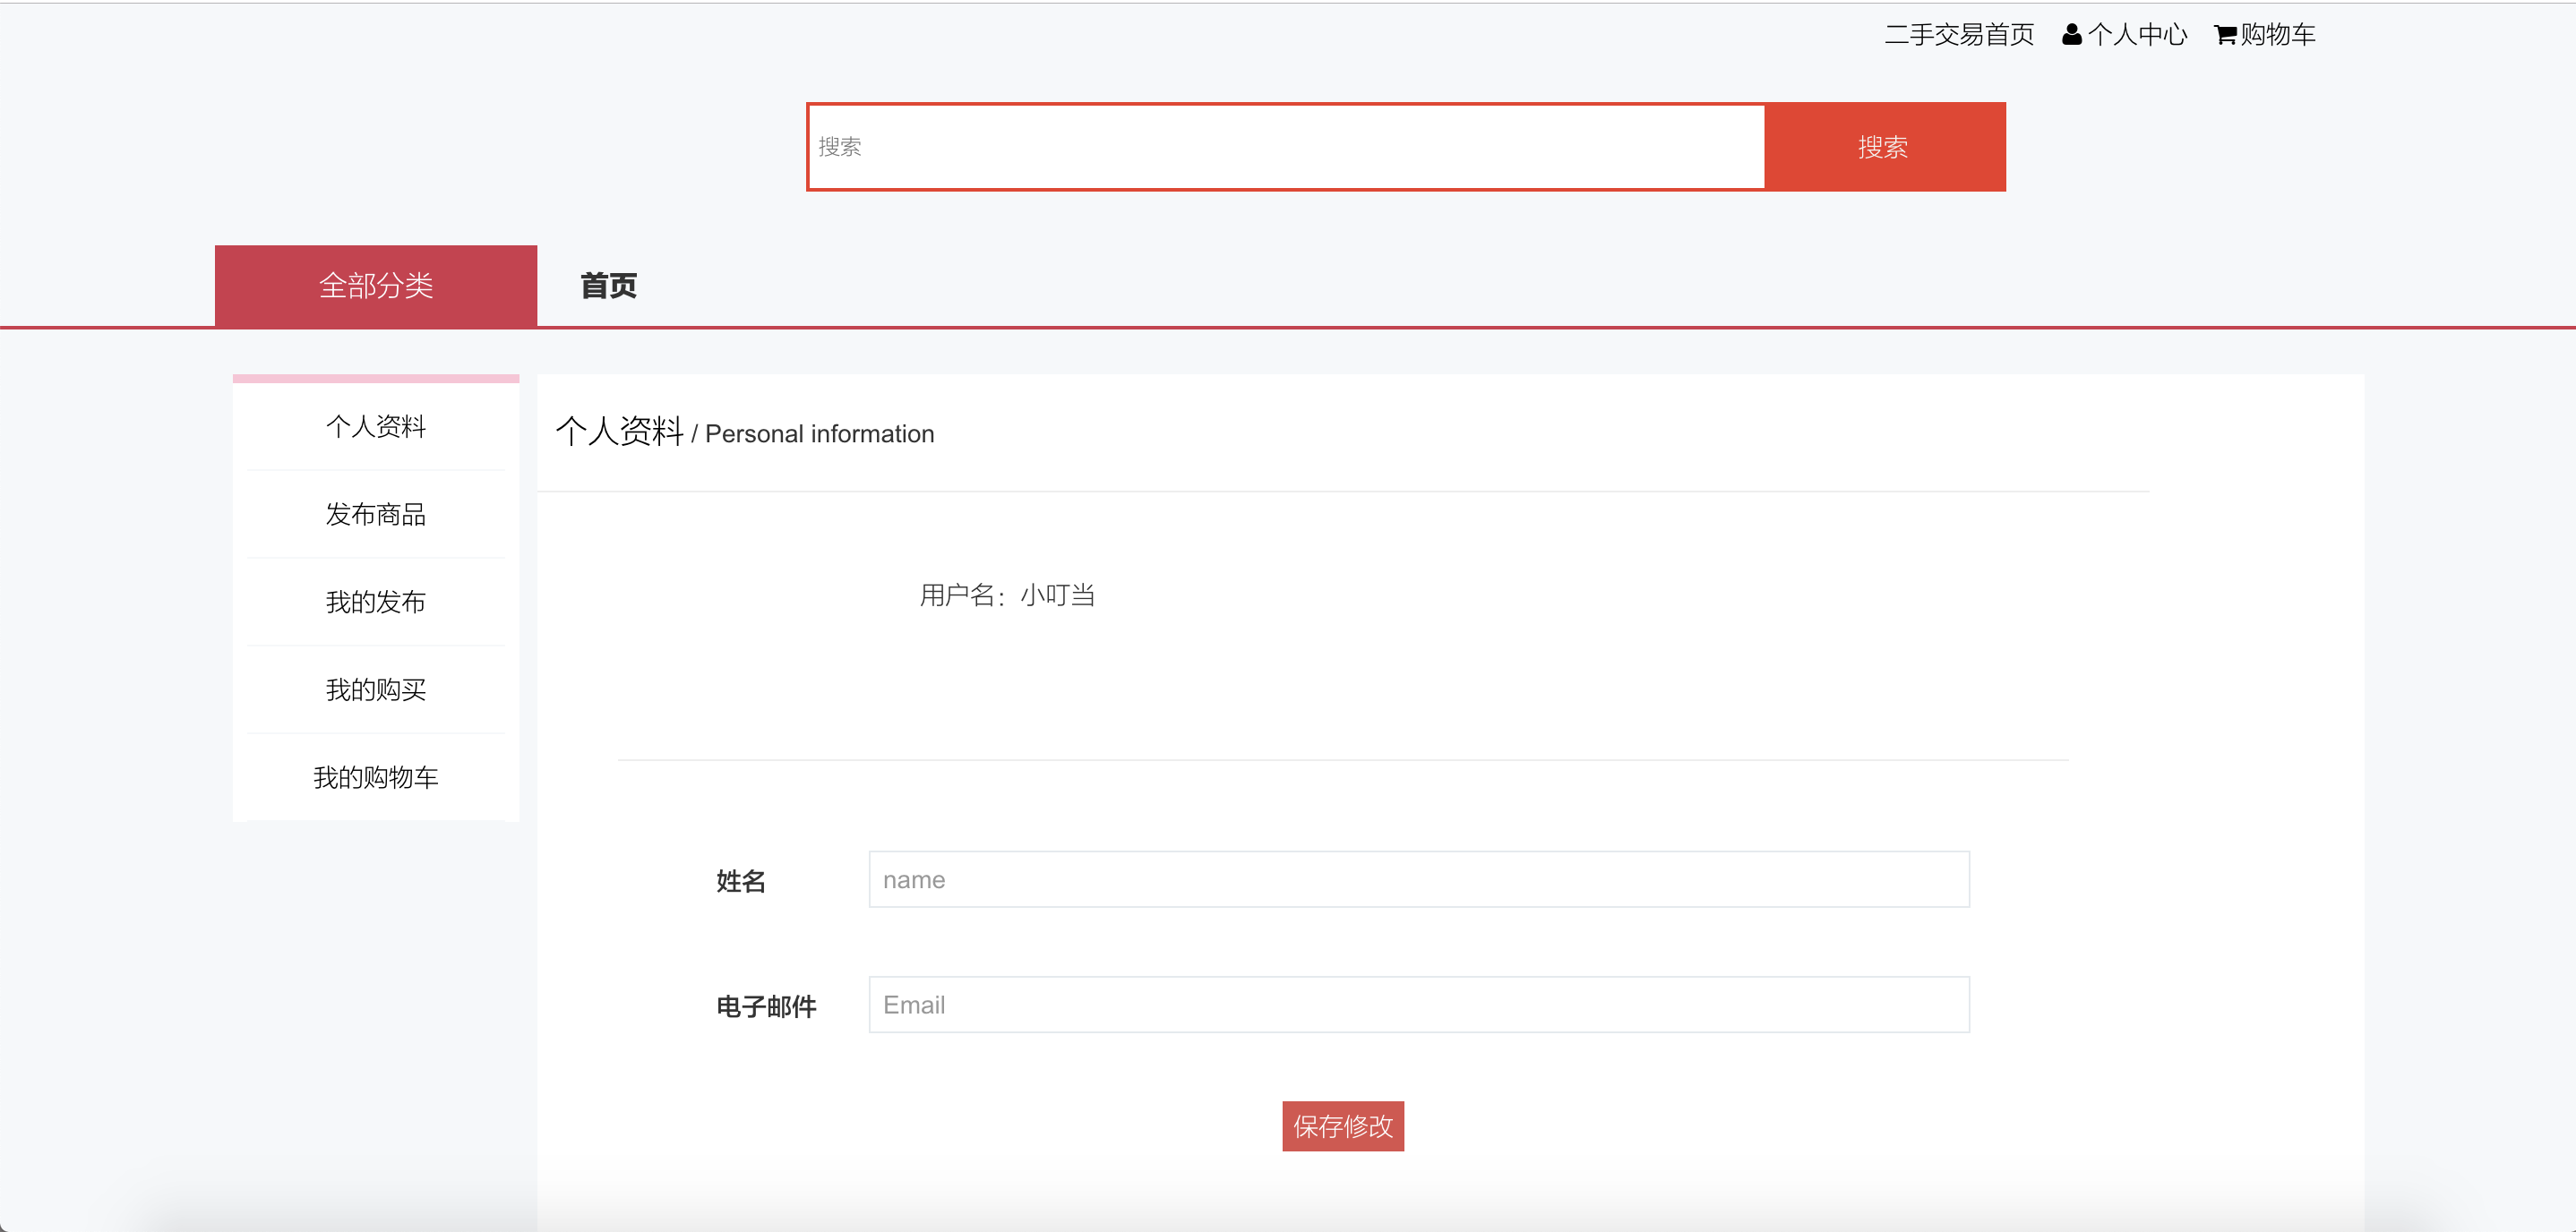 二手交易首页 个人中心 购物车
搜索 搜索
全部分类 首页
个人资料
发布商品
我的发布
我的购买
我的购物车
个人资料 / Personal information
用户名：小叮当
姓名 name
电子邮件 Email
保存修改